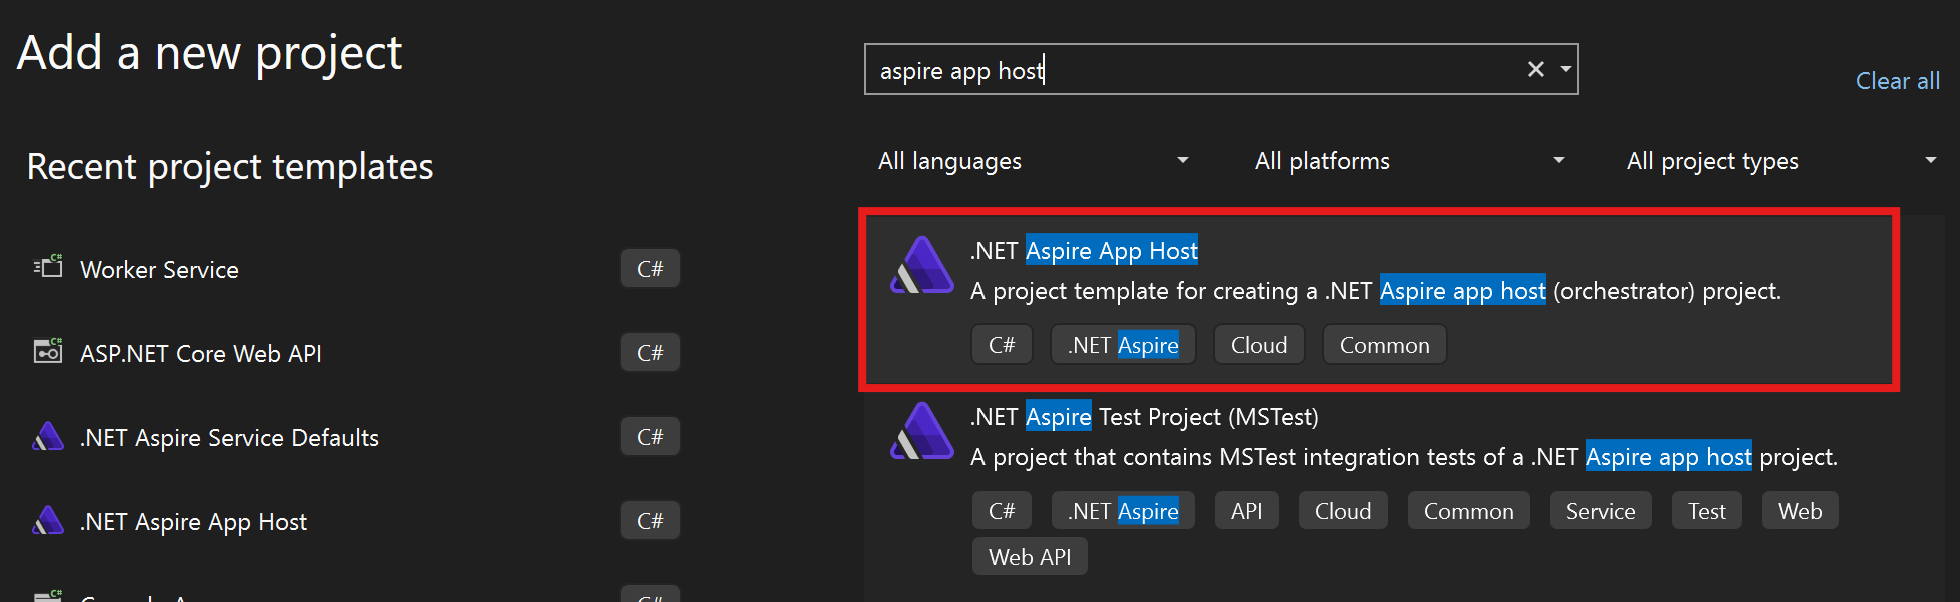 Add a new project
aspire app host
Clear all
Recent project templates
All languages
All platforms
All project types
Worker Service
C#
ASP.NET Core Web API
C#
.NET Aspire Service Defaults
C#
.NET Aspire App Host
C#
.NET Aspire App Host
A project template for creating a .NET Aspire app host (orchestrator) project.
C#
.NET Aspire
Cloud
Common
.NET Aspire Test Project (MSTest)
A project that contains MSTest integration tests of a .NET Aspire app host project.
C#
.NET Aspire
API
Cloud
Common
Service
Test
Web
Web API